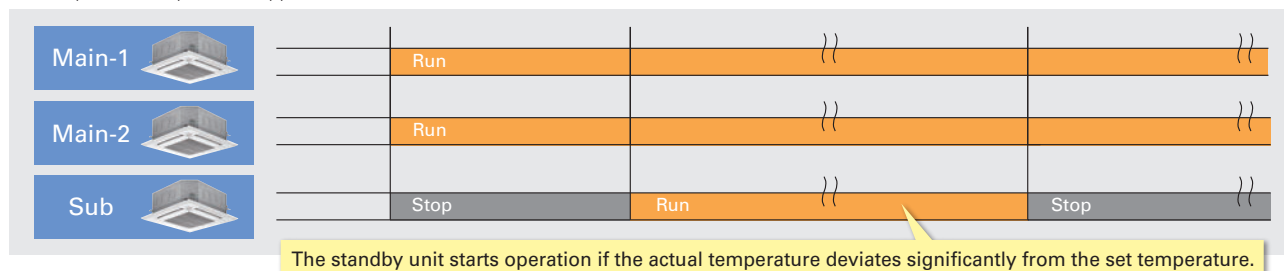 Main-1
Run
Main-2
Run
Sub
Stop
Run
Stop
The standby unit starts operation if the actual temperature deviates significantly from the set temperature.